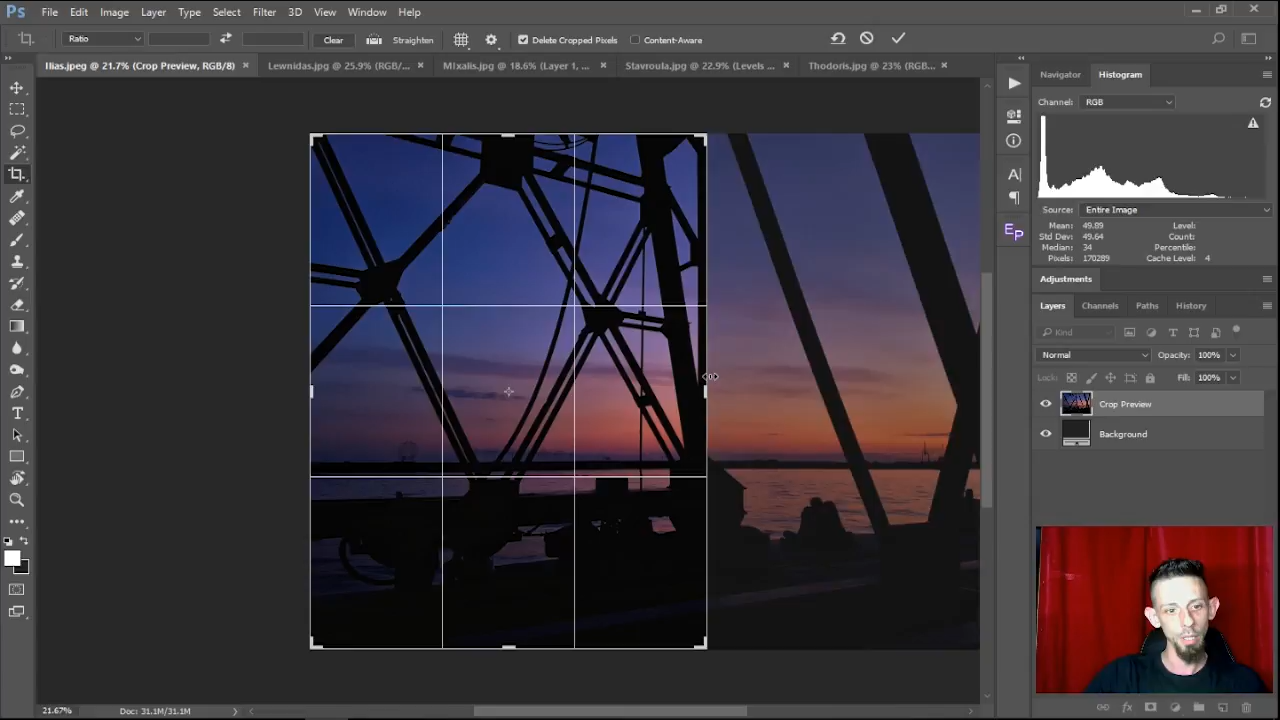 Ps File Edit Image Layer Type Select Filter 3D View Window Help
Ratio Clear Straighten Delete Cropped Pixels Content-Aware
Ilias.jpeg @ 21.7% (Crop Preview, RGB/8) × Lewnidas.jpg @ 25.9% (RGB/... × MIxalis.jpg @ 18.6% (Layer 1, ... × Stavroula.jpg @ 22.9% (Levels ... × Thodoris.jpg @ 23% (RGB... ×
Navigator Histogram
Channel: RGB
Source: Entire Image
Mean: 49.89 Level:
Std Dev: 49.64 Count:
Median: 34 Percentile:
Pixels: 170289 Cache Level: 4
A
EP
Adjustments
Layers Channels Paths History
Kind
Normal Opacity: 100%
Lock: Fill: 100%
Crop Preview
Background
T
21.67% Doc: 31.1M/31.1M
fx